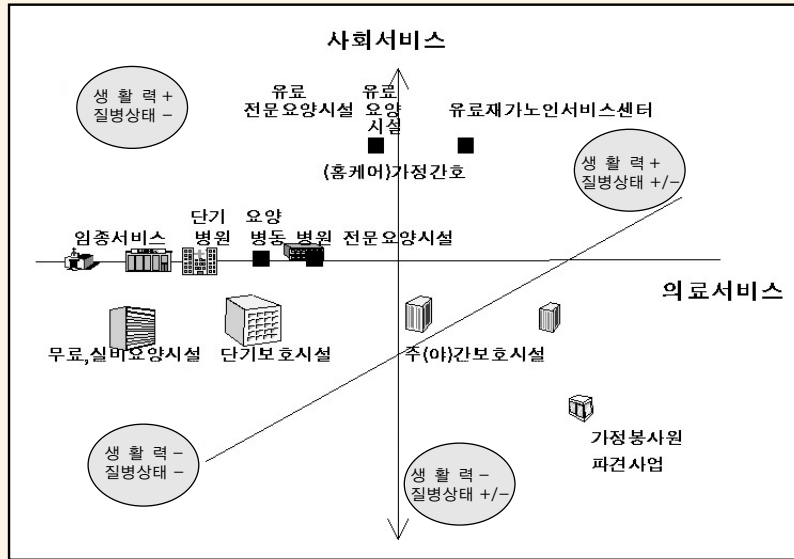 사회서비스
생 활 력 +
질병상태 −
유료
전문요양시설
유료
요양
시설
유료재가노인서비스센터
(홈케어)가정간호
생 활 력 +
질병상태 +/−
임종서비스
단기
병원
요양
병동
병원
전문요양시설
의료서비스
무료,실비요양시설
단기보호시설
주(야)간보호시설
가정봉사원
파견사업
생 활 력 −
질병상태 −
생 활 력 −
질병상태 +/−